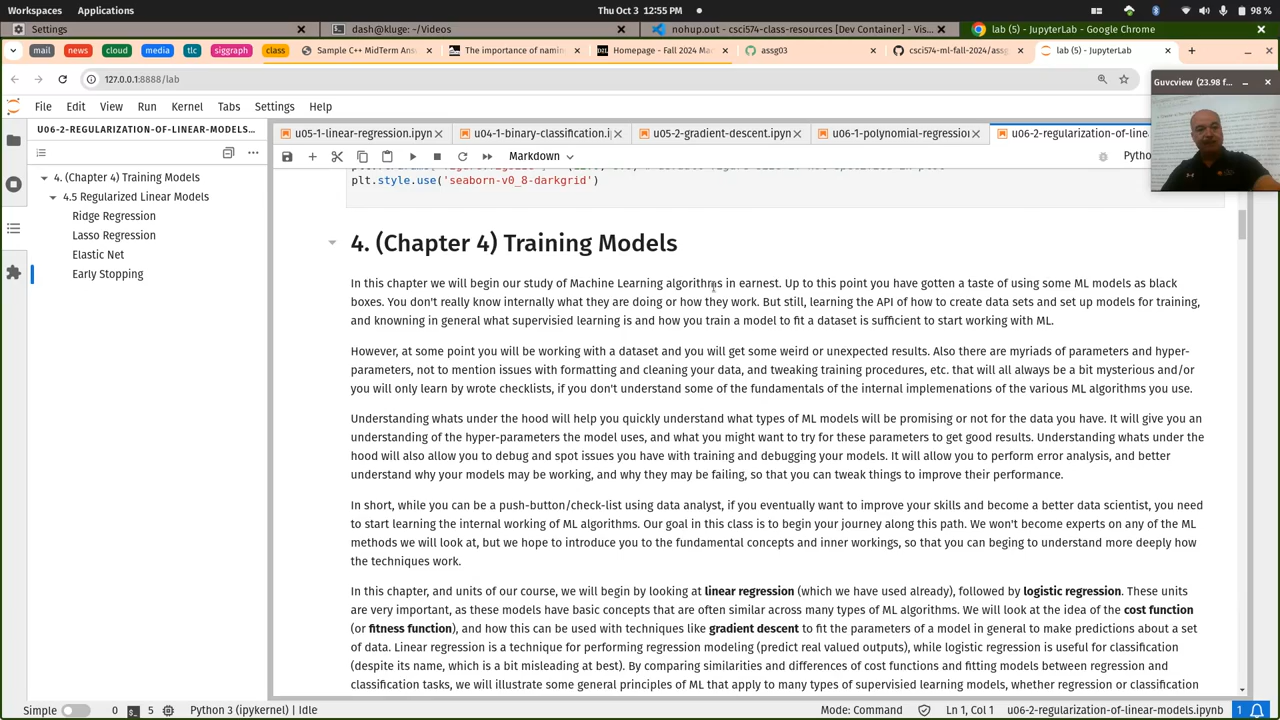 Workspaces Applications Thu Oct 3 12:55 PM 98 %
Settings dash@kluge: ~/Videos nohup.out - csci574-class-resources [Dev Container] - Vis... lab (5) - JupyterLab - Google Chrome
mail news cloud media tlc siggraph class Sample C++ MidTerm An The importance of namin Homepage - Fall 2024 Ma assg03 csci574-ml-fall-2024/assg lab (5) - JupyterLab
127.0.0.1:8888/lab
Guvcview (23.98 f...
File Edit View Run Kernel Tabs Settings Help
U06-2-REGULARIZATION-OF-LINEAR-MODELS...
u05-1-linear-regression.ipyn u04-1-binary-classification.i u05-2-gradient-descent.ipyn u06-1-polynomial-regression u06-2-regularization-of-line
Markdown Pytho
4. (Chapter 4) Training Models
4.5 Regularized Linear Models
Ridge Regression
Lasso Regression
Elastic Net
Early Stopping
plt.style.use('seaborn-v0_8-darkgrid')
4. (Chapter 4) Training Models
In this chapter we will begin our study of Machine Learning algorithms in earnest. Up to this point you have gotten a taste of using some ML models as black
boxes. You don't really know internally what they are doing or how they work. But still, learning the API of how to create data sets and set up models for training,
and knowning in general what supervisied learning is and how you train a model to fit a dataset is sufficient to start working with ML.
However, at some point you will be working with a dataset and you will get some weird or unexpected results. Also there are myriads of parameters and hyper-
parameters, not to mention issues with formatting and cleaning your data, and tweaking training procedures, etc. that will all always be a bit mysterious and/or
you will only learn by wrote checklists, if you don't understand some of the fundamentals of the internal implemenations of the various ML algorithms you use.
Understanding whats under the hood will help you quickly understand what types of ML models will be promising or not for the data you have. It will give you an
understanding of the hyper-parameters the model uses, and what you might want to try for these parameters to get good results. Understanding whats under the
hood will also allow you to debug and spot issues you have with training and debugging your models. It will allow you to perform error analysis, and better
understand why your models may be working, and why they may be failing, so that you can tweak things to improve their performance.
In short, while you can be a push-button/check-list using data analyst, if you eventually want to improve your skills and become a better data scientist, you need
to start learning the internal working of ML algorithms. Our goal in this class is to begin your journey along this path. We won't become experts on any of the ML
methods we will look at, but we hope to introduce you to the fundamental concepts and inner workings, so that you can beging to understand more deeply how
the techniques work.
In this chapter, and units of our course, we will begin by looking at linear regression (which we have used already), followed by logistic regression. These units
are very important, as these models have basic concepts that are often similar across many types of ML algorithms. We will look at the idea of the cost function
(or fitness function), and how this can be used with techniques like gradient descent to fit the parameters of a model in general to make predictions about a set
of data. Linear regression is a technique for performing regression modeling (predict real valued outputs), while logistic regression is useful for classification
(despite its name, which is a bit misleading at best). By comparing similarities and differences of cost functions and fitting models between regression and
classification tasks, we will illustrate some general principles of ML that apply to many types of supervisied learning models, whether regression or classification
Simple 0 5 Python 3 (ipykernel) | Idle Mode: Command Ln 1, Col 1 u06-2-regularization-of-linear-models.ipynb 1